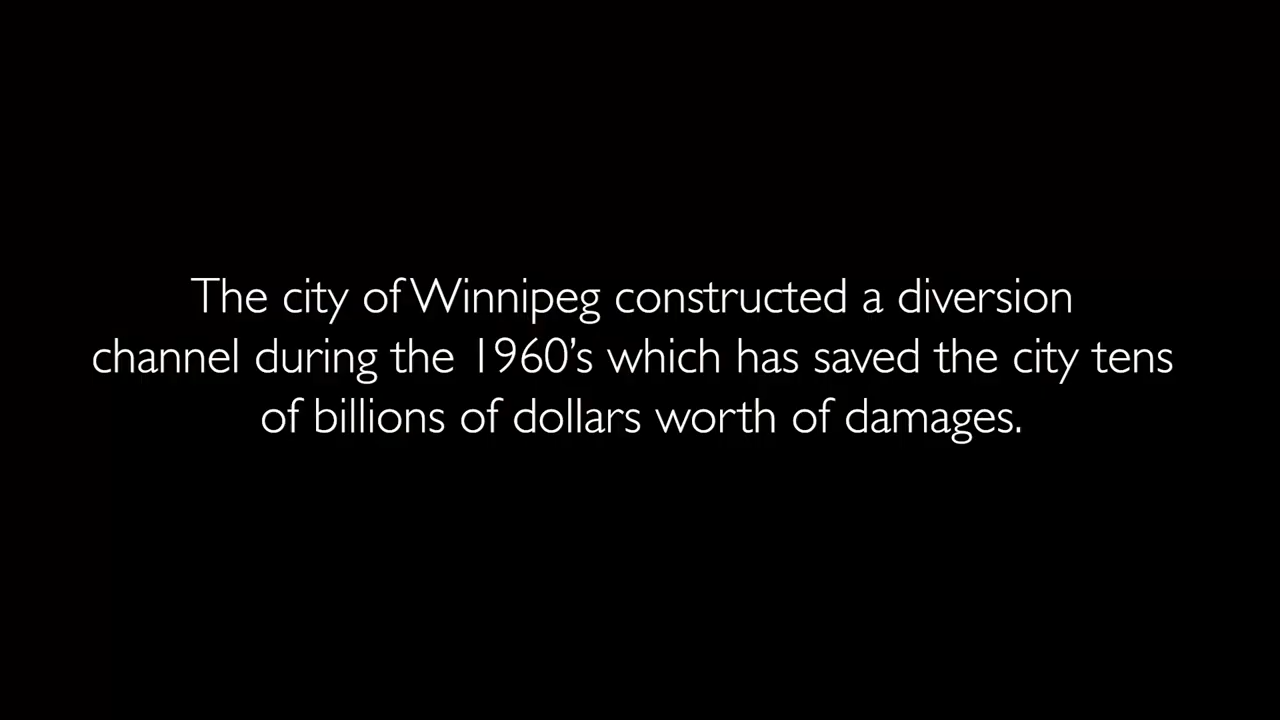 The city of Winnipeg constructed a diversion
channel during the 1960’s which has saved the city tens
of billions of dollars worth of damages.